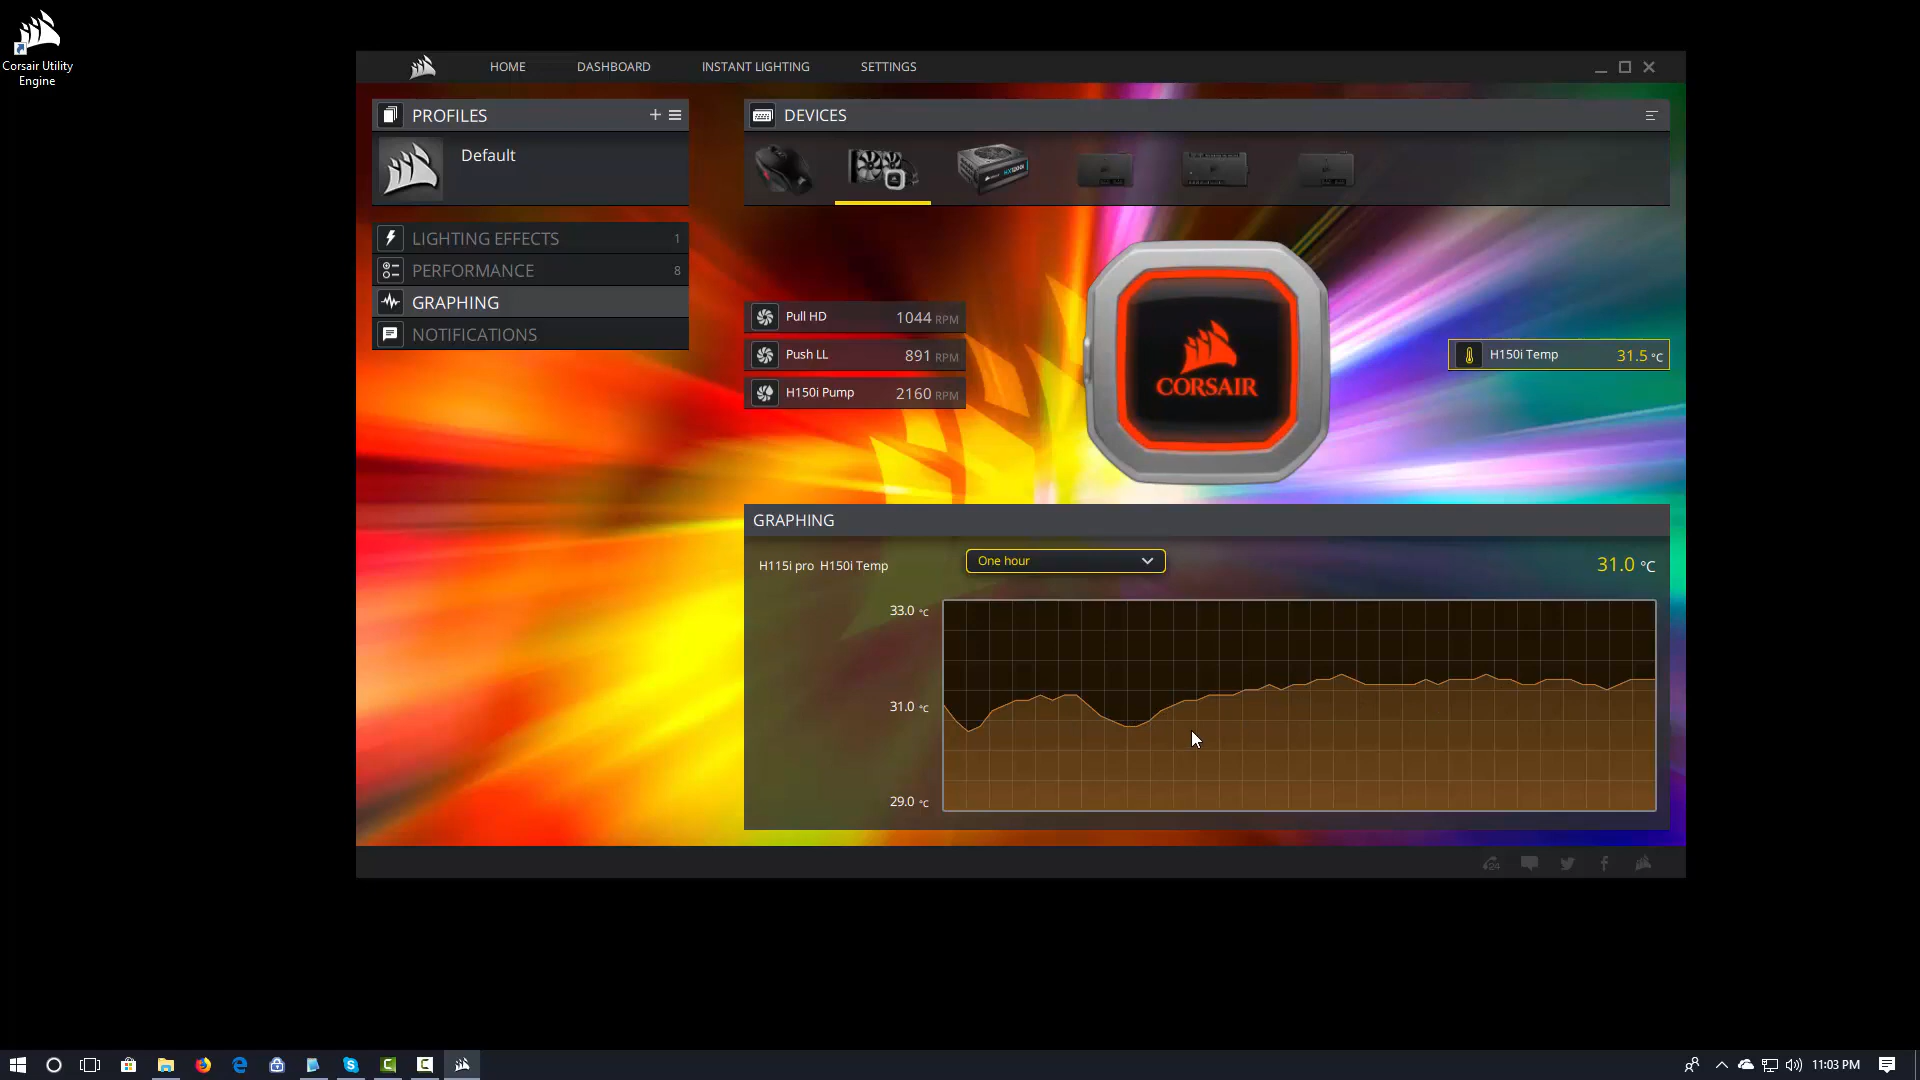 Corsair Utility
Engine
HOME DASHBOARD INSTANT LIGHTING SETTINGS
PROFILES
Default
LIGHTING EFFECTS 1
PERFORMANCE 8
GRAPHING
NOTIFICATIONS
DEVICES
Pull HD 1044 RPM
Push LL 891 RPM
H150i Pump 2160 RPM
CORSAIR
H150i Temp 31.5 °C
GRAPHING
H115i pro H150i Temp One hour 31.0 °C
33.0 °C
31.0 °C
29.0 °C
24
11:03 PM